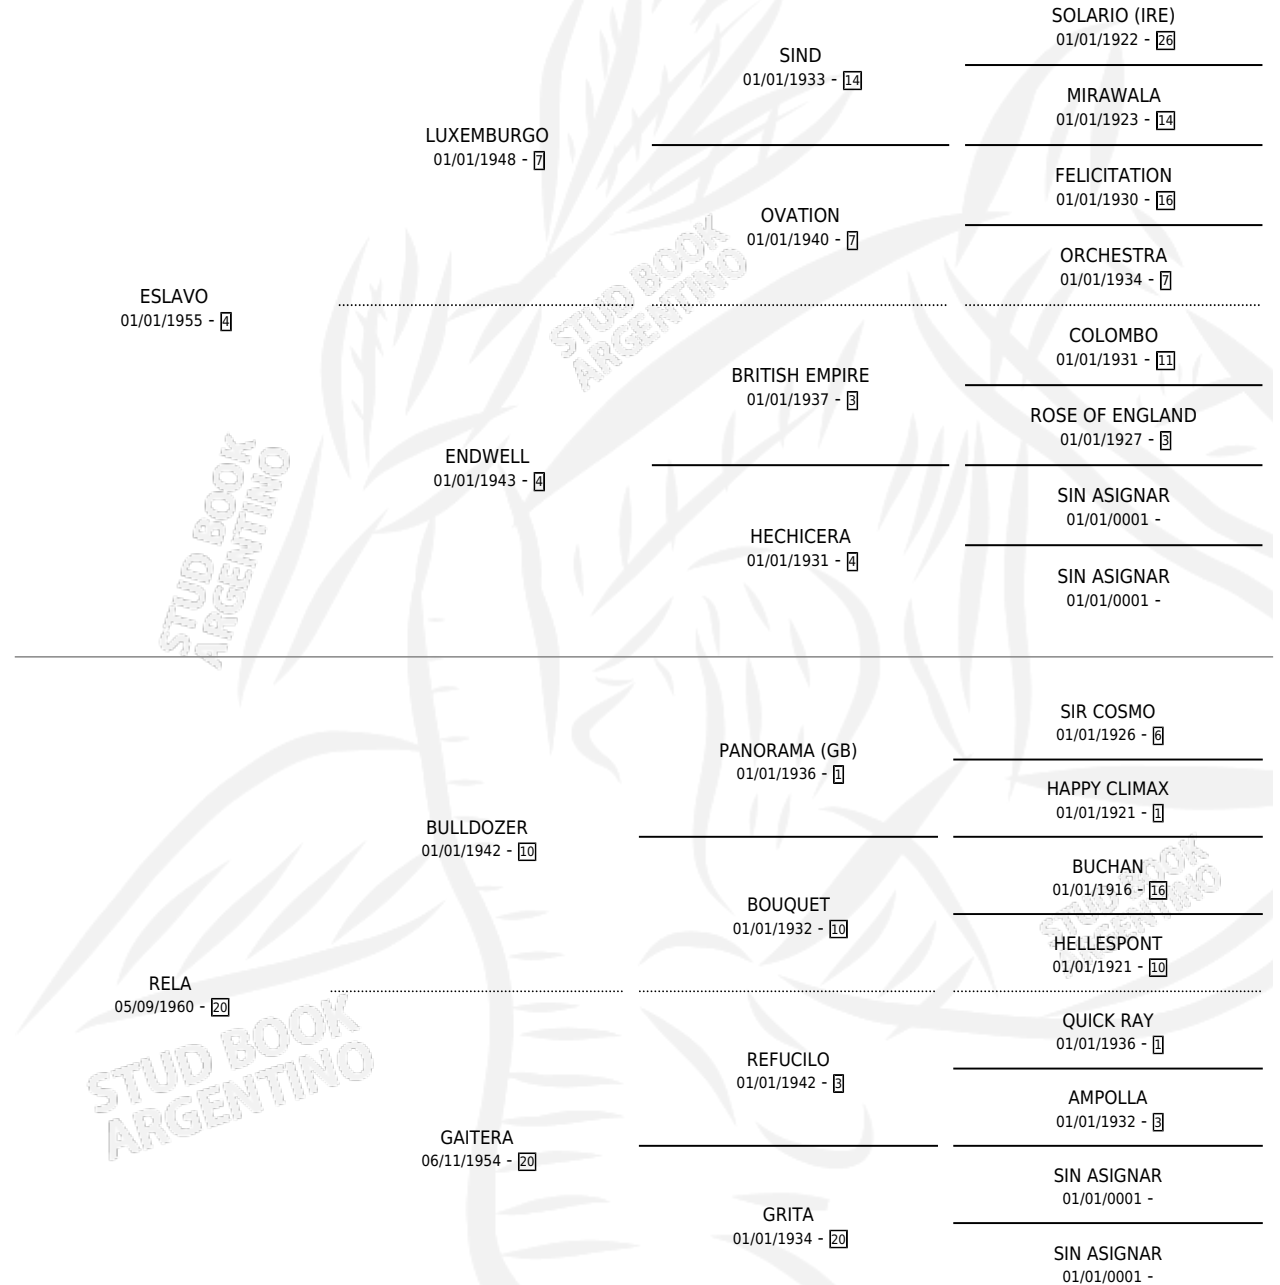 SOLARIO (IRE)
01/01/1922 - 26
SIND
01/01/1933 - 14
MIRAWALA
01/01/1923 - 14
LUXEMBURGO
01/01/1948 - 7
FELICITATION
01/01/1930 - 16
OVATION
01/01/1940 - 7
ORCHESTRA
01/01/1934 - 7
ESLAVO
01/01/1955 - 4
COLOMBO
01/01/1931 - 11
BRITISH EMPIRE
01/01/1937 - 3
ROSE OF ENGLAND
01/01/1927 - 3
ENDWELL
01/01/1943 - 4
SIN ASIGNAR
01/01/0001 -
HECHICERA
01/01/1931 - 4
SIN ASIGNAR
01/01/0001 -
SIR COSMO
01/01/1926 - 6
PANORAMA (GB)
01/01/1936 - 1
HAPPY CLIMAX
01/01/1921 - 1
BULLDOZER
01/01/1942 - 10
BUCHAN
01/01/1916 - 16
BOUQUET
01/01/1932 - 10
HELLESPONT
01/01/1921 - 10
RELA
05/09/1960 - 20
QUICK RAY
01/01/1936 - 1
REFUCILO
01/01/1942 - 3
AMPOLLA
01/01/1932 - 3
GAITERA
06/11/1954 - 20
SIN ASIGNAR
01/01/0001 -
GRITA
01/01/1934 - 20
SIN ASIGNAR
01/01/0001 -
STUD BOOK
ARGENTINO
STUD BOOK
ARGENTINO
STUD BOOK
ARGENTINO
STUD BOOK
ARGENTINO